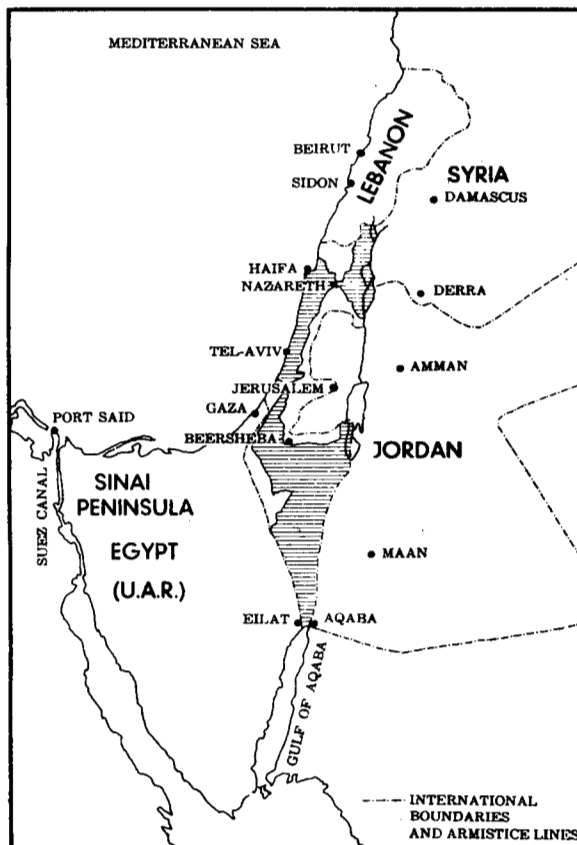 MEDITERRANEAN SEA
BEIRUT
LEBANON
SIDON
SYRIA
DAMASCUS
HAIFA
NAZARETH
DERRA
TEL-AVIV
AMMAN
JERUSALEM
GAZA
PORT SAID
BEERSHEBA
JORDAN
SUEZ CANAL
SINAI
PENINSULA
EGYPT
(U.A.R.)
MAAN
EILAT
AQABA
GULF OF AQABA
INTERNATIONAL
BOUNDARIES
AND ARMISTICE LINES